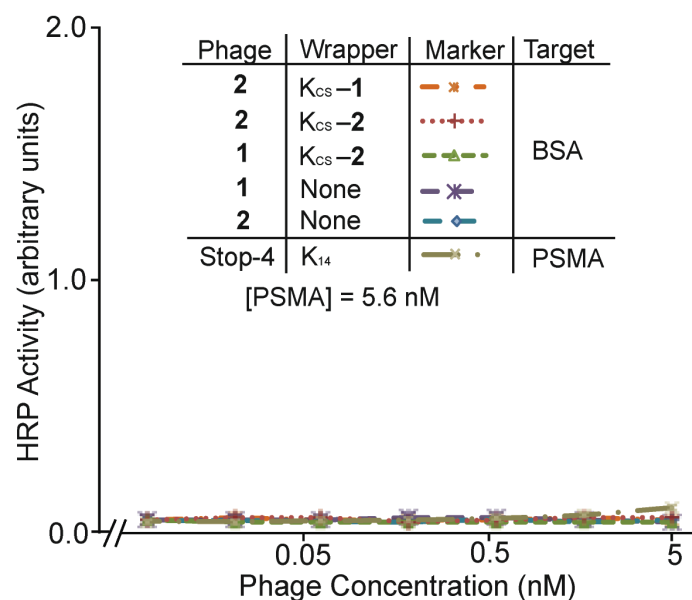 2.0
Phage Wrapper Marker Target
2 Kcs–1
2 Kcs–2
1 Kcs–2 BSA
1 None
2 None
Stop-4 K14 PSMA
[PSMA] = 5.6 nM
1.0
HRP Activity (arbitrary units)
0.0
0.05 0.5 5
Phage Concentration (nM)